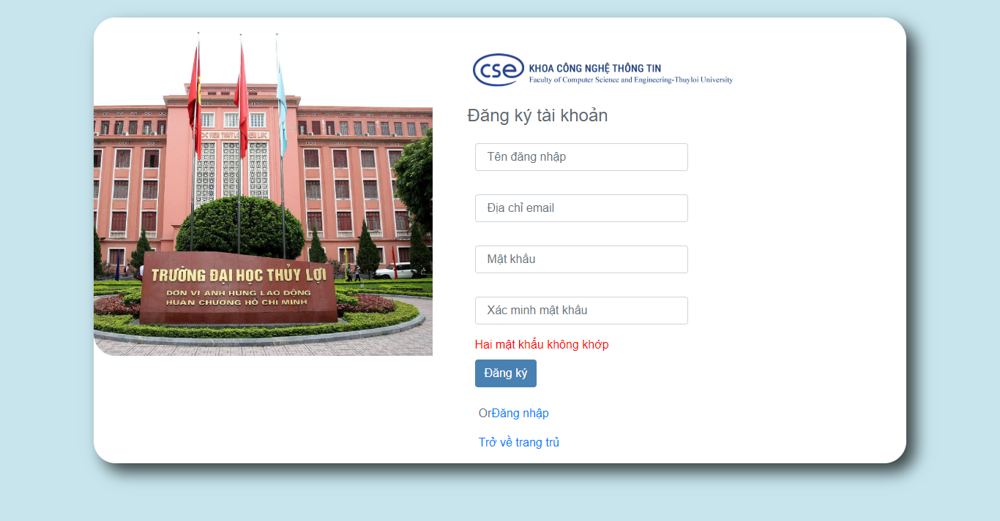 TRƯỜNG ĐẠI HỌC THỦY LỢI
ĐƠN VỊ ANH HÙNG LAO ĐỘNG
HUÂN CHƯƠNG HỒ CHÍ MINH
cse
KHOA CÔNG NGHỆ THÔNG TIN
Faculty of Computer Science and Engineering-Thuyloi University
Đăng ký tài khoản
Tên đăng nhập
Địa chỉ email
Mật khẩu
Xác minh mật khẩu
Hai mật khẩu không khớp
Đăng ký
OrĐăng nhập
Trở về trang trủ